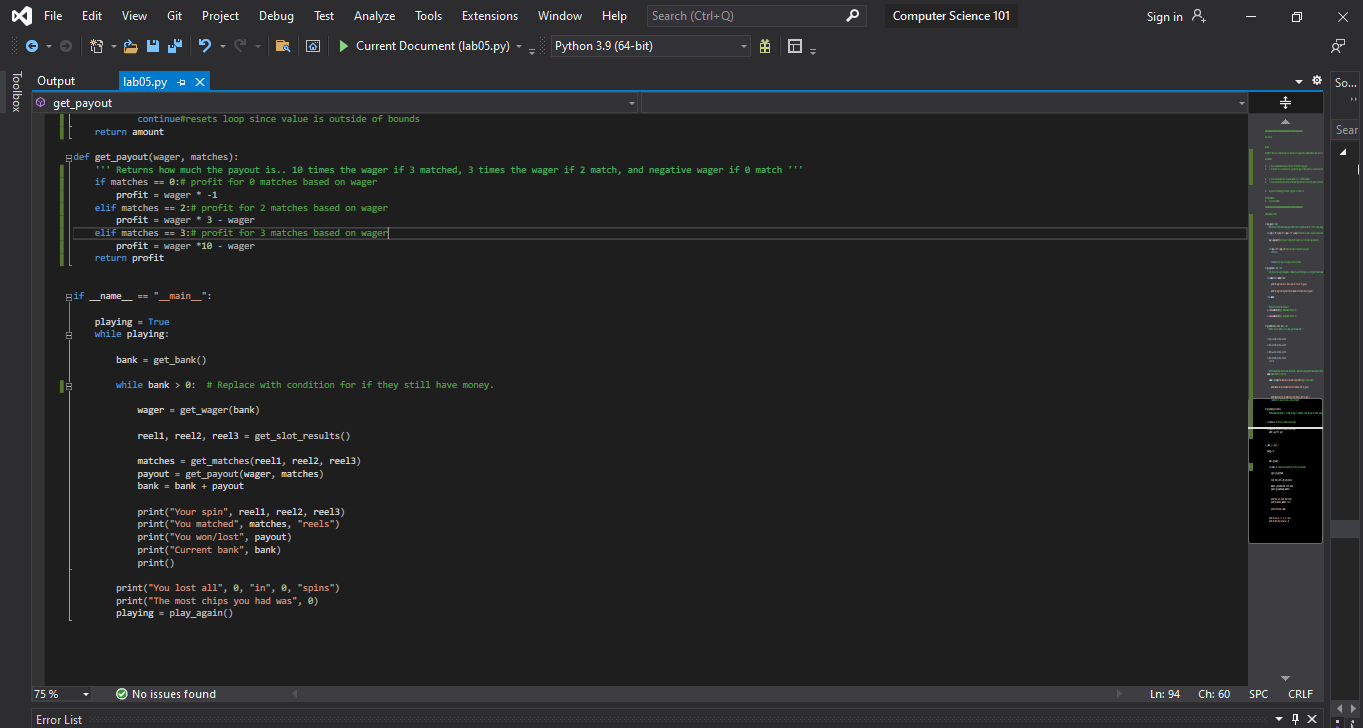 File Edit View Git Project Debug Test Analyze Tools Extensions Window Help Search (Ctrl+Q) Computer Science 101 Sign in
Current Document (lab05.py) Python 3.9 (64-bit)
Toolbox
Output lab05.py So...
get_payout
Sear
continue#resets loop since value is outside of bounds
return amount
def get_payout(wager, matches):
''' Returns how much the payout is.. 10 times the wager if 3 matched, 3 times the wager if 2 match, and negative wager if 0 match '''
if matches == 0:# profit for 0 matches based on wager
profit = wager * -1
elif matches == 2:# profit for 2 matches based on wager
profit = wager * 3 - wager
elif matches == 3:# profit for 3 matches based on wager
profit = wager *10 - wager
return profit
if __name__ == "__main__":
playing = True
while playing:
bank = get_bank()
while bank > 0:  # Replace with condition for if they still have money.
wager = get_wager(bank)
reel1, reel2, reel3 = get_slot_results()
matches = get_matches(reel1, reel2, reel3)
payout = get_payout(wager, matches)
bank = bank + payout
print("Your spin", reel1, reel2, reel3)
print("You matched", matches, "reels")
print("You won/lost", payout)
print("Current bank", bank)
print()
print("You lost all", 0, "in", 0, "spins")
print("The most chips you had was", 0)
playing = play_again()
75 % No issues found Ln: 94 Ch: 60 SPC CRLF
Error List